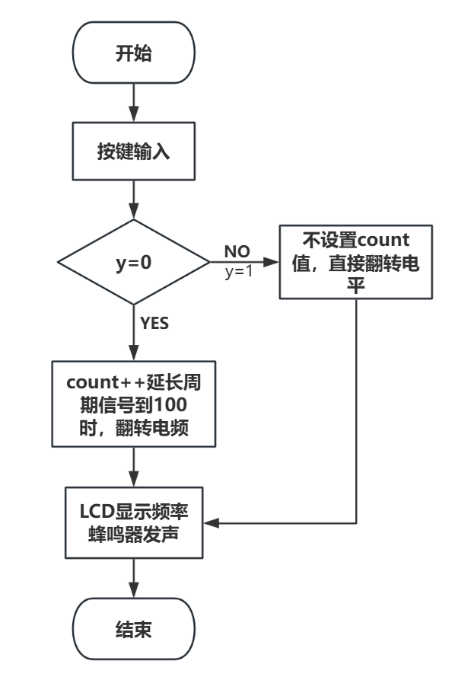 开始
按键输入
y=0
NO
y=1
不设置count
值，直接翻转电
平
YES
count++延长周
期信号到100
时，翻转电频
LCD显示频率
蜂鸣器发声
结束